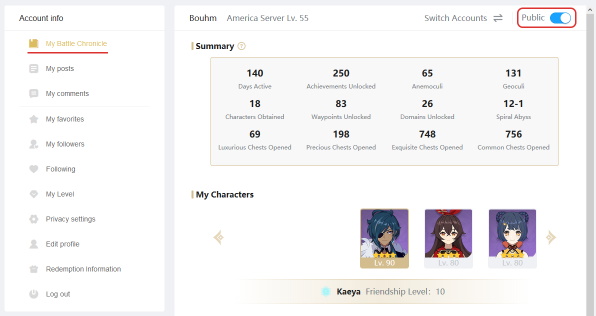 Account info
My Battle Chronicle
My posts
My comments
My favorites
My followers
Following
My Level
Privacy settings
Edit profile
Redemption Information
Log out
Bouhm America Server Lv. 55 Switch Accounts Public
Summary ?
140 250 65 131
Days Active Achievements Unlocked Anemoculi Geoculi
18 83 26 12-1
Characters Obtained Waypoints Unlocked Domains Unlocked Spiral Abyss
69 198 748 756
Luxurious Chests Opened Precious Chests Opened Exquisite Chests Opened Common Chests Opened
My Characters
Lv. 90 Lv. 80 Lv. 80
Kaeya Friendship Level: 10